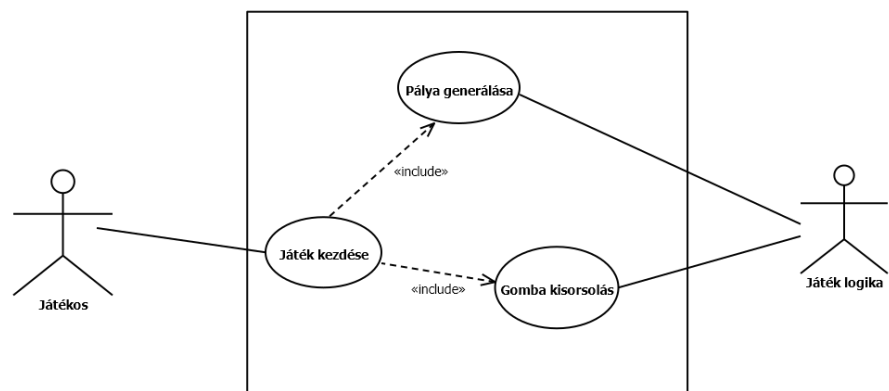 Pálya generálása
«include»
Játék kezdése
«include»
Gomba kisorsolás
Játékos
Játék logika